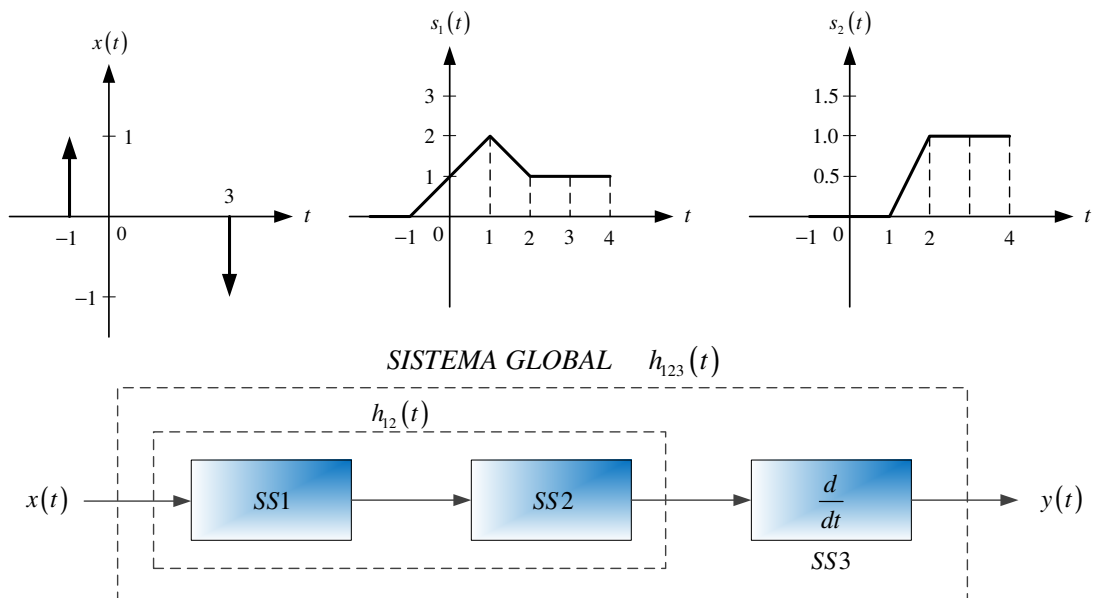 x(t)
1
3
−1
0
t
−1
s₁(t)
3
2
1
−1
0
1
2
3
4
t
s₂(t)
1.5
1.0
0.5
−1
0
1
2
4
t
SISTEMA GLOBAL h₁₂₃(t)
h₁₂(t)
x(t)
SS1
SS2
d
dt
y(t)
SS3